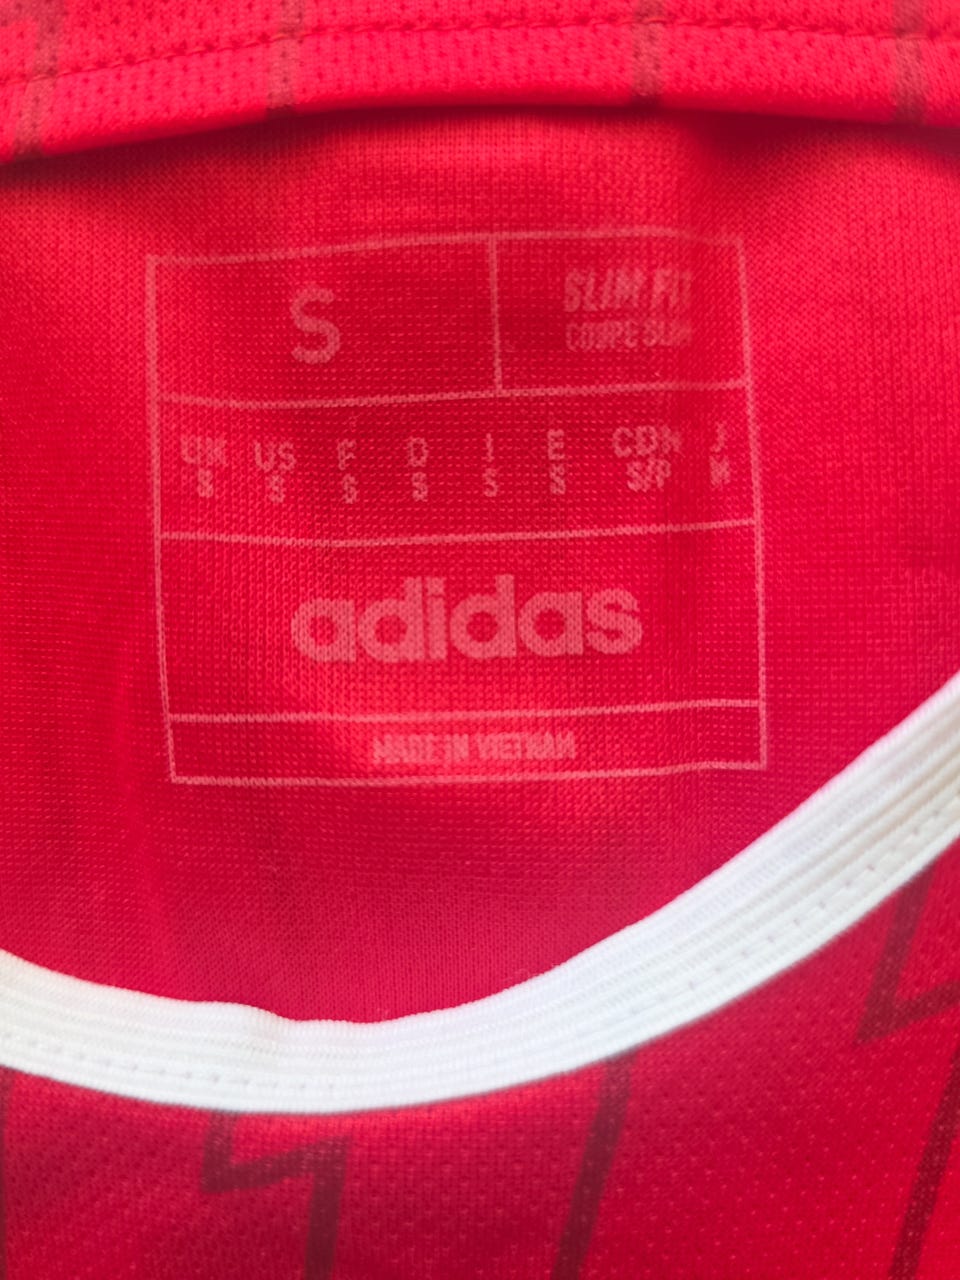 S
SLIM FIT
COUPE SLIM
UK US F D I E CDN J
S S S S S S S/P M
adidas
MADE IN VIETNAM